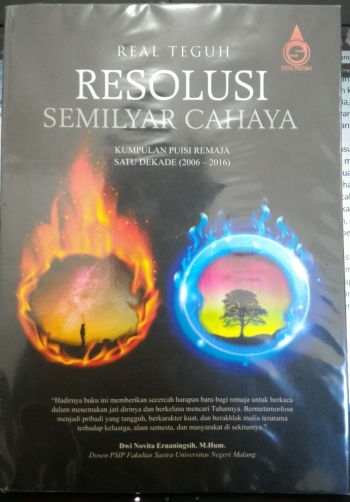 REAL TEGUH
RESOLUSI
SEMILYAR CAHAYA
KUMPULAN PUISI REMAJA
SATU DEKADE (2006 – 2016)
"Hadirnya buku ini memberikan secercah harapan baru bagi remaja untuk berkaca
dalam menemukan jati dirinya dan berkelana mencari Tuhannya. Bermetamorfosa
menjadi pribadi yang tangguh, berkarakter kuat, dan berakhlak mulia terutama
terhadap keluarga, alam semesta, dan masyarakat di sekitarnya."
Dwi Novita Ernaningsih, M.Hum.
Dosen PSIP Fakultas Sastra Universitas Negeri Malang